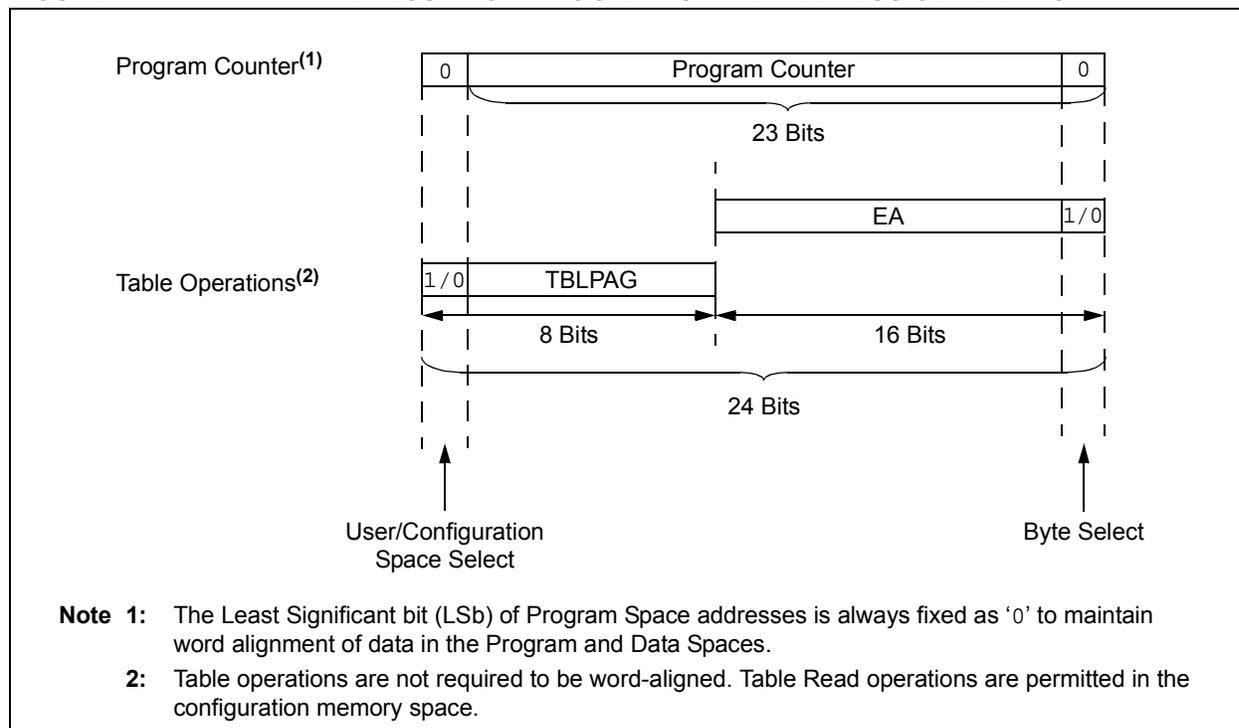 Program Counter(1)
0 Program Counter 0
23 Bits
EA 1/0
Table Operations(2)
1/0 TBLPAG
8 Bits 16 Bits
24 Bits
User/Configuration
Space Select
Byte Select
Note 1: The Least Significant bit (LSb) of Program Space addresses is always fixed as ‘0’ to maintain
word alignment of data in the Program and Data Spaces.
2: Table operations are not required to be word-aligned. Table Read operations are permitted in the
configuration memory space.